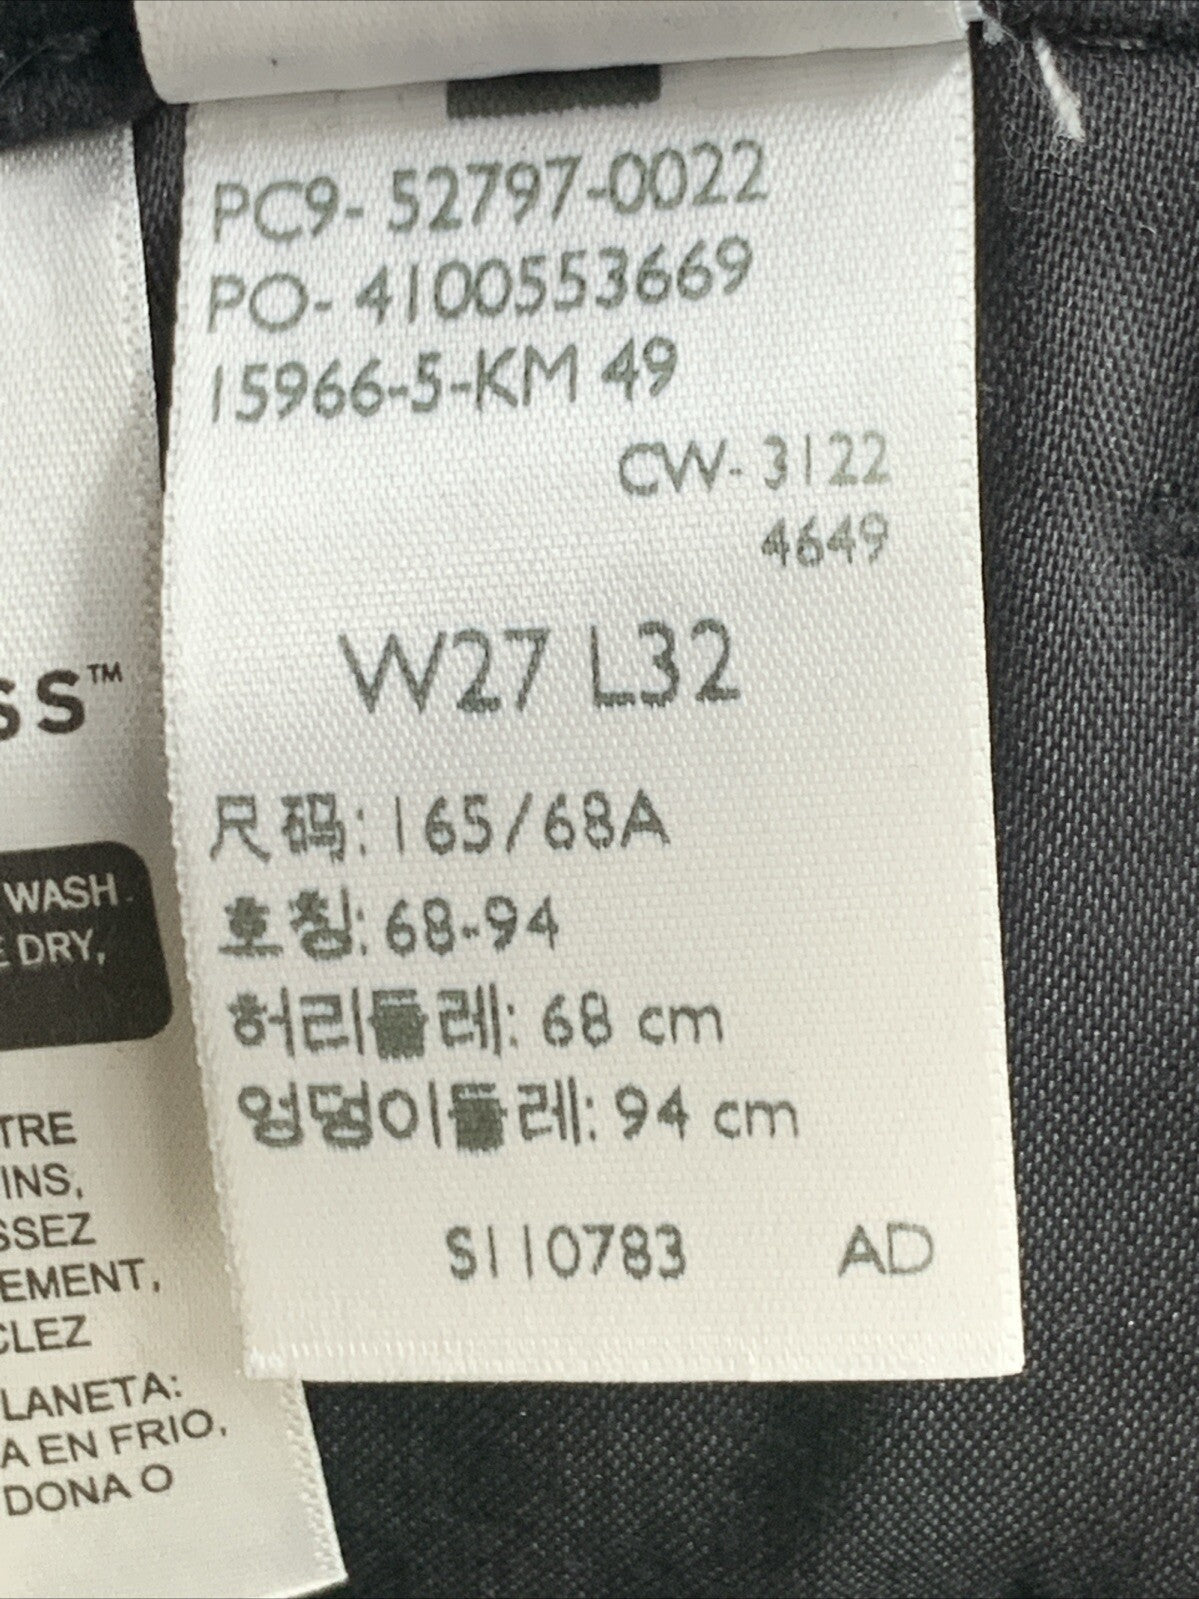 PC9- 52797-0022
PO- 4100553669
15966-5-KM 49
CW- 3122
4649
W27 L32
尺码: 165/68A
호칭: 68-94
허리둘레: 68 cm
엉덩이둘레: 94 cm
S110783 AD
SS™
WASH
E DRY,
TRE
INS,
SSEZ
EMENT,
CLEZ
LANETA:
A EN FRIO,
DONA O